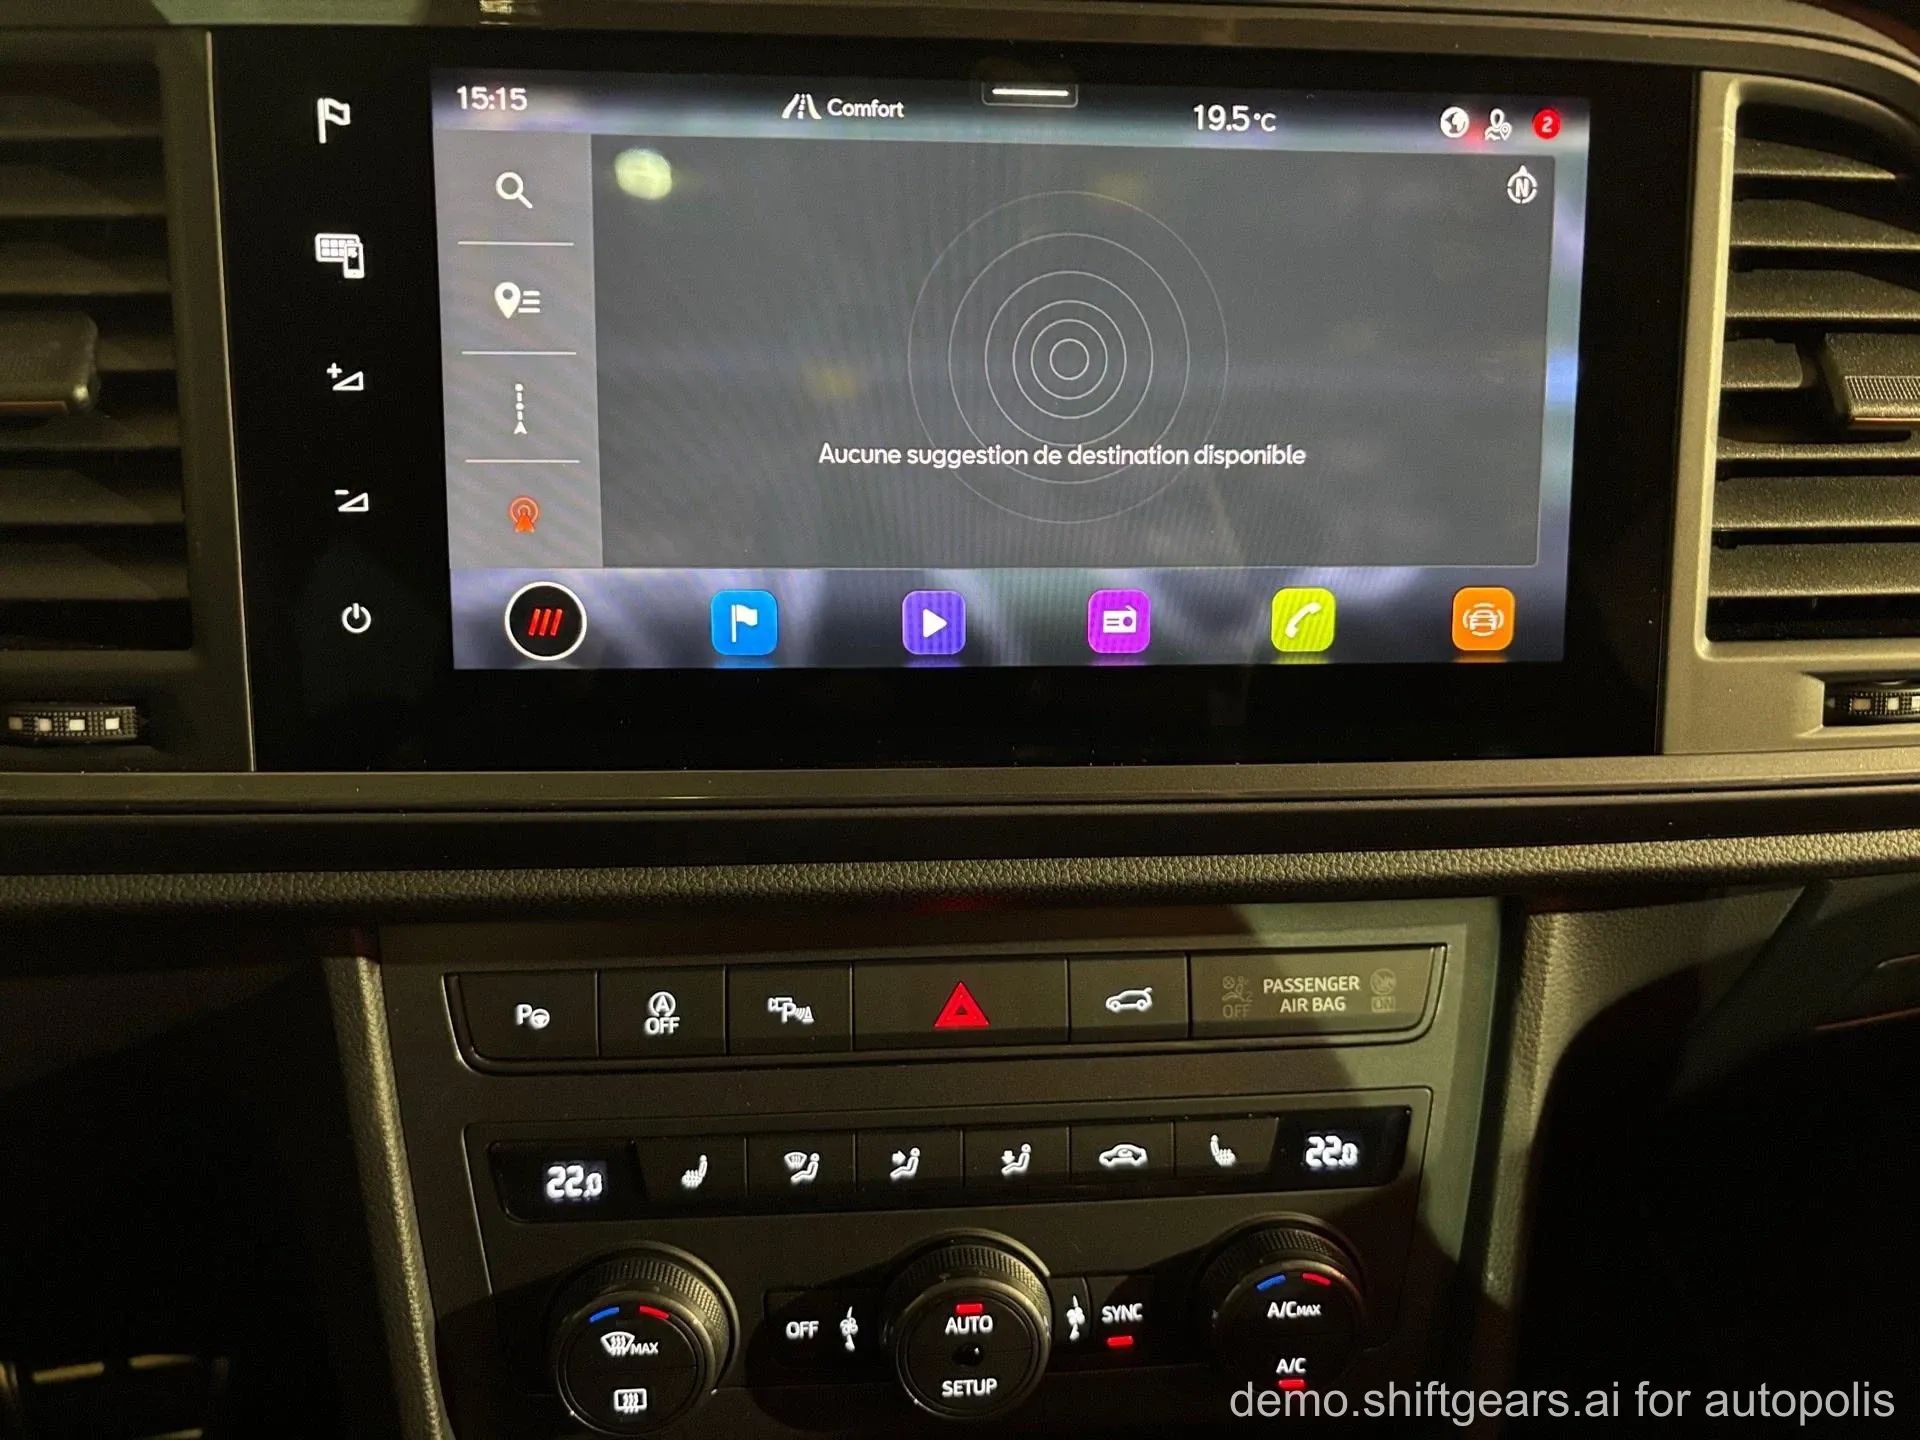 15:15
Comfort
19.5°C
2
N
Aucune suggestion de destination disponible
P
A
OFF
P
PASSENGER
AIR BAG
OFF
ON
22.0
22.0
MAX
OFF
AUTO
SETUP
SYNC
A/C MAX
A/C
demo.shiftgears.ai for autopolis